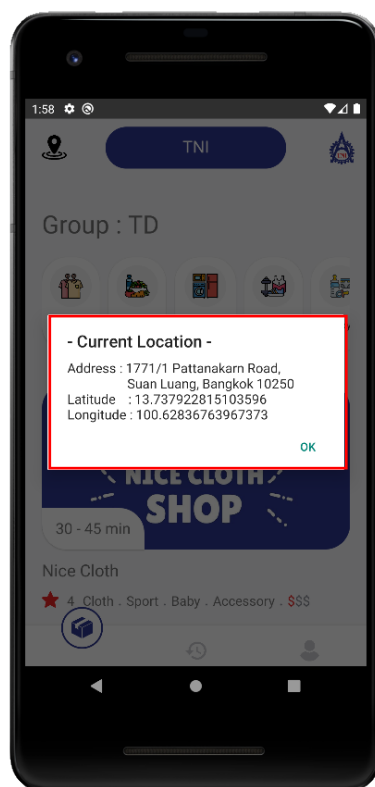 1:58
TNI
Group : TD
- Current Location -
Address : 1771/1 Pattanakarn Road,
Suan Luang, Bangkok 10250
Latitude : 13.737922815103596
Longitude : 100.62836763967373
OK
NICE CLOTH
SHOP
30 - 45 min
Nice Cloth
4 Cloth . Sport . Baby . Accessory . $$$